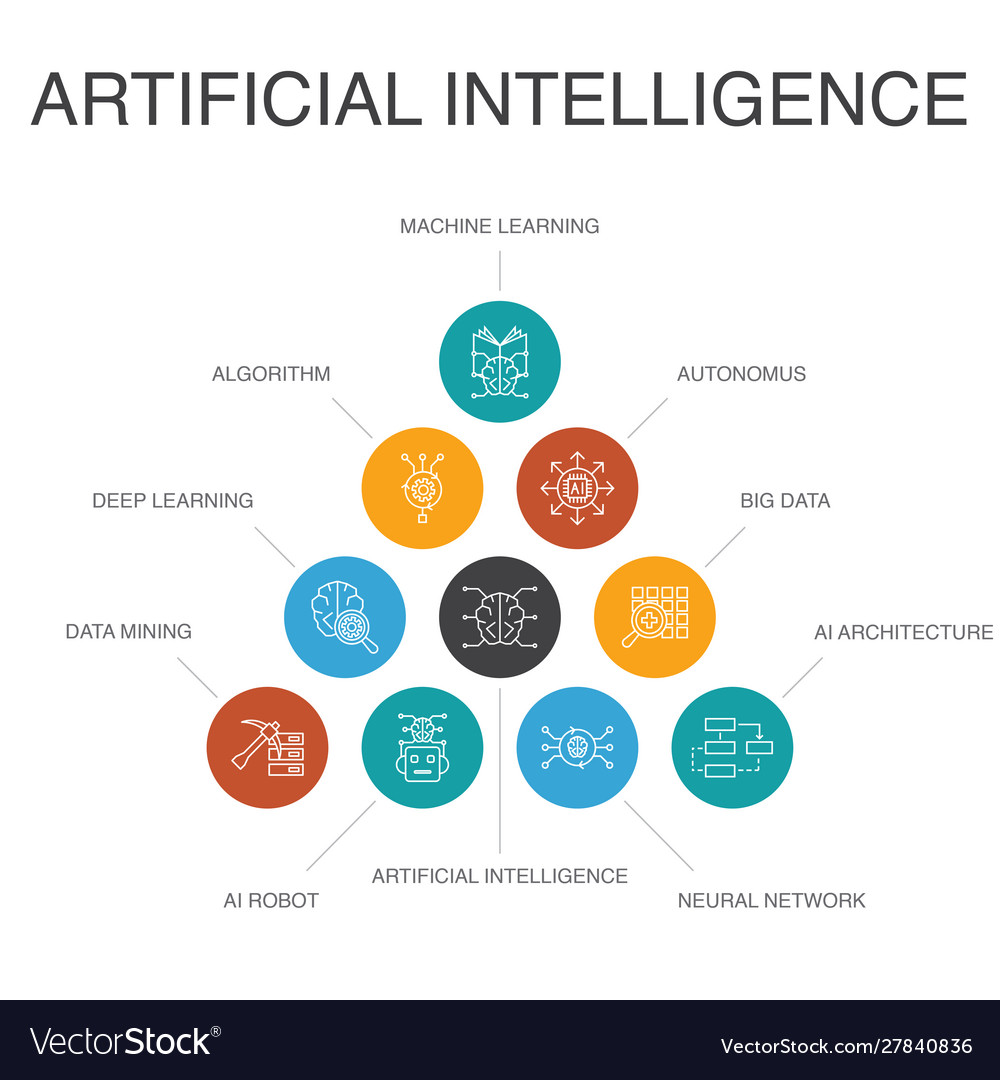 ARTIFICIAL INTELLIGENCE
MACHINE LEARNING
ALGORITHM
AUTONOMUS
AI
DEEP LEARNING
BIG DATA
DATA MINING
AI ARCHITECTURE
ARTIFICIAL INTELLIGENCE
AI ROBOT
NEURAL NETWORK
VectorStock®
VectorStock.com/27840836